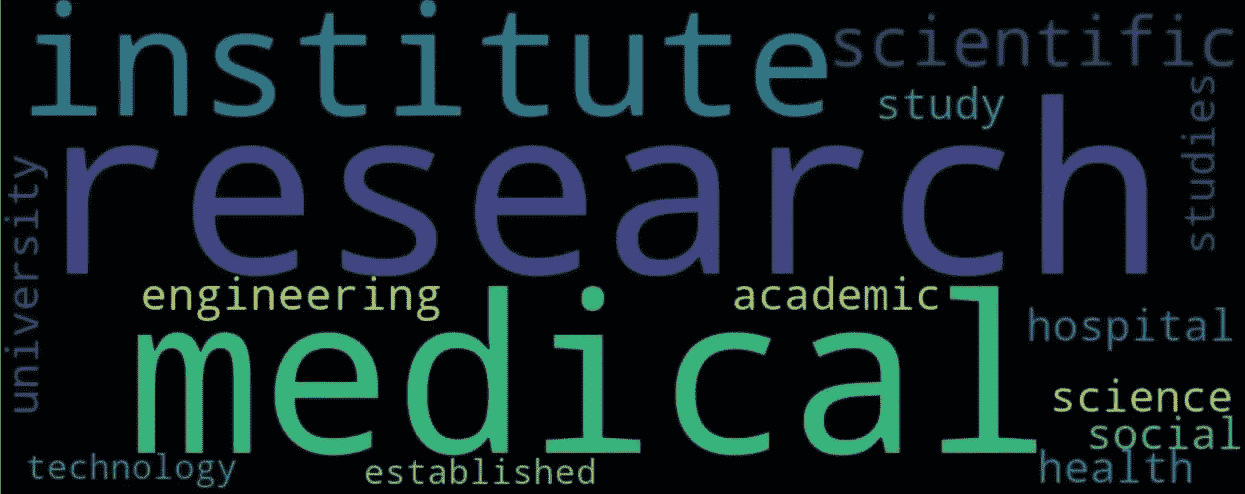 institute
scientific
study
studies
research
university
engineering
academic
medical
hospital
science
social
health
technology
established